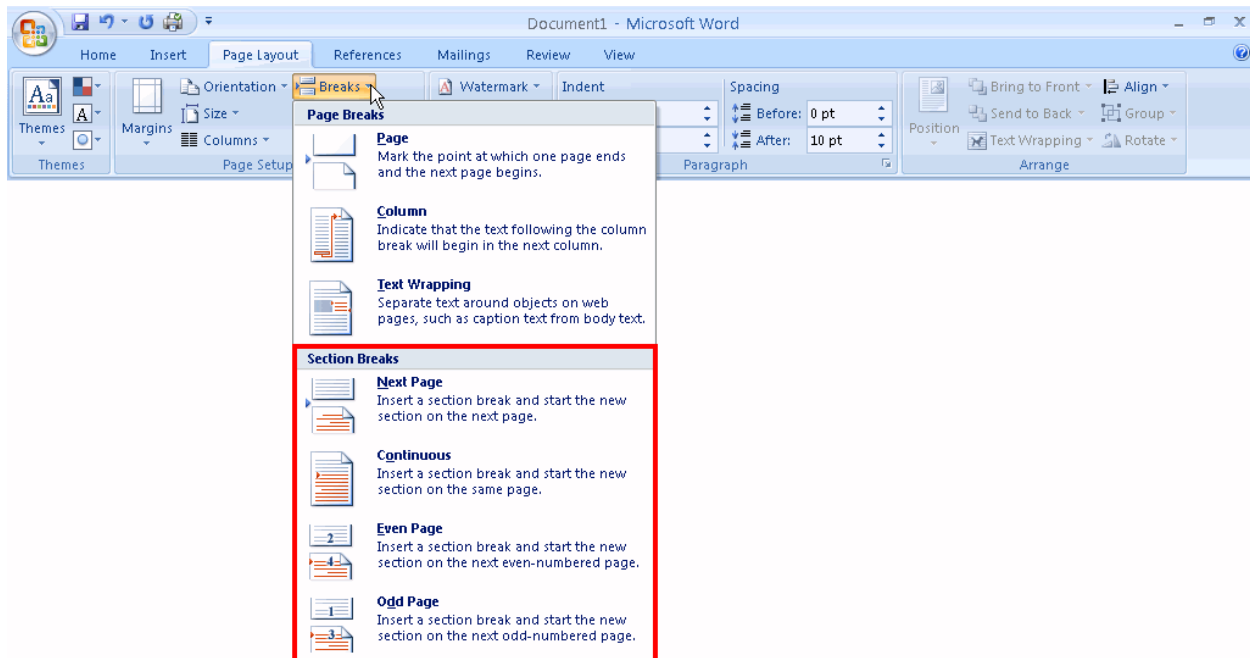 Document1 - Microsoft Word
Home Insert Page Layout References Mailings Review View
Aa
A
Themes
Themes
Margins
Orientation
Size
Columns
Breaks
Page Setup
Watermark
Indent
Spacing
Before: 0 pt
After: 10 pt
Paragraph
Position
Bring to Front
Send to Back
Text Wrapping
Align
Group
Rotate
Arrange
Page Breaks
Page
Mark the point at which one page ends
and the next page begins.
Column
Indicate that the text following the column
break will begin in the next column.
Text Wrapping
Separate text around objects on web
pages, such as caption text from body text.
Section Breaks
Next Page
Insert a section break and start the new
section on the next page.
Continuous
Insert a section break and start the new
section on the same page.
2
4
Even Page
Insert a section break and start the new
section on the next even-numbered page.
1
3
Odd Page
Insert a section break and start the new
section on the next odd-numbered page.